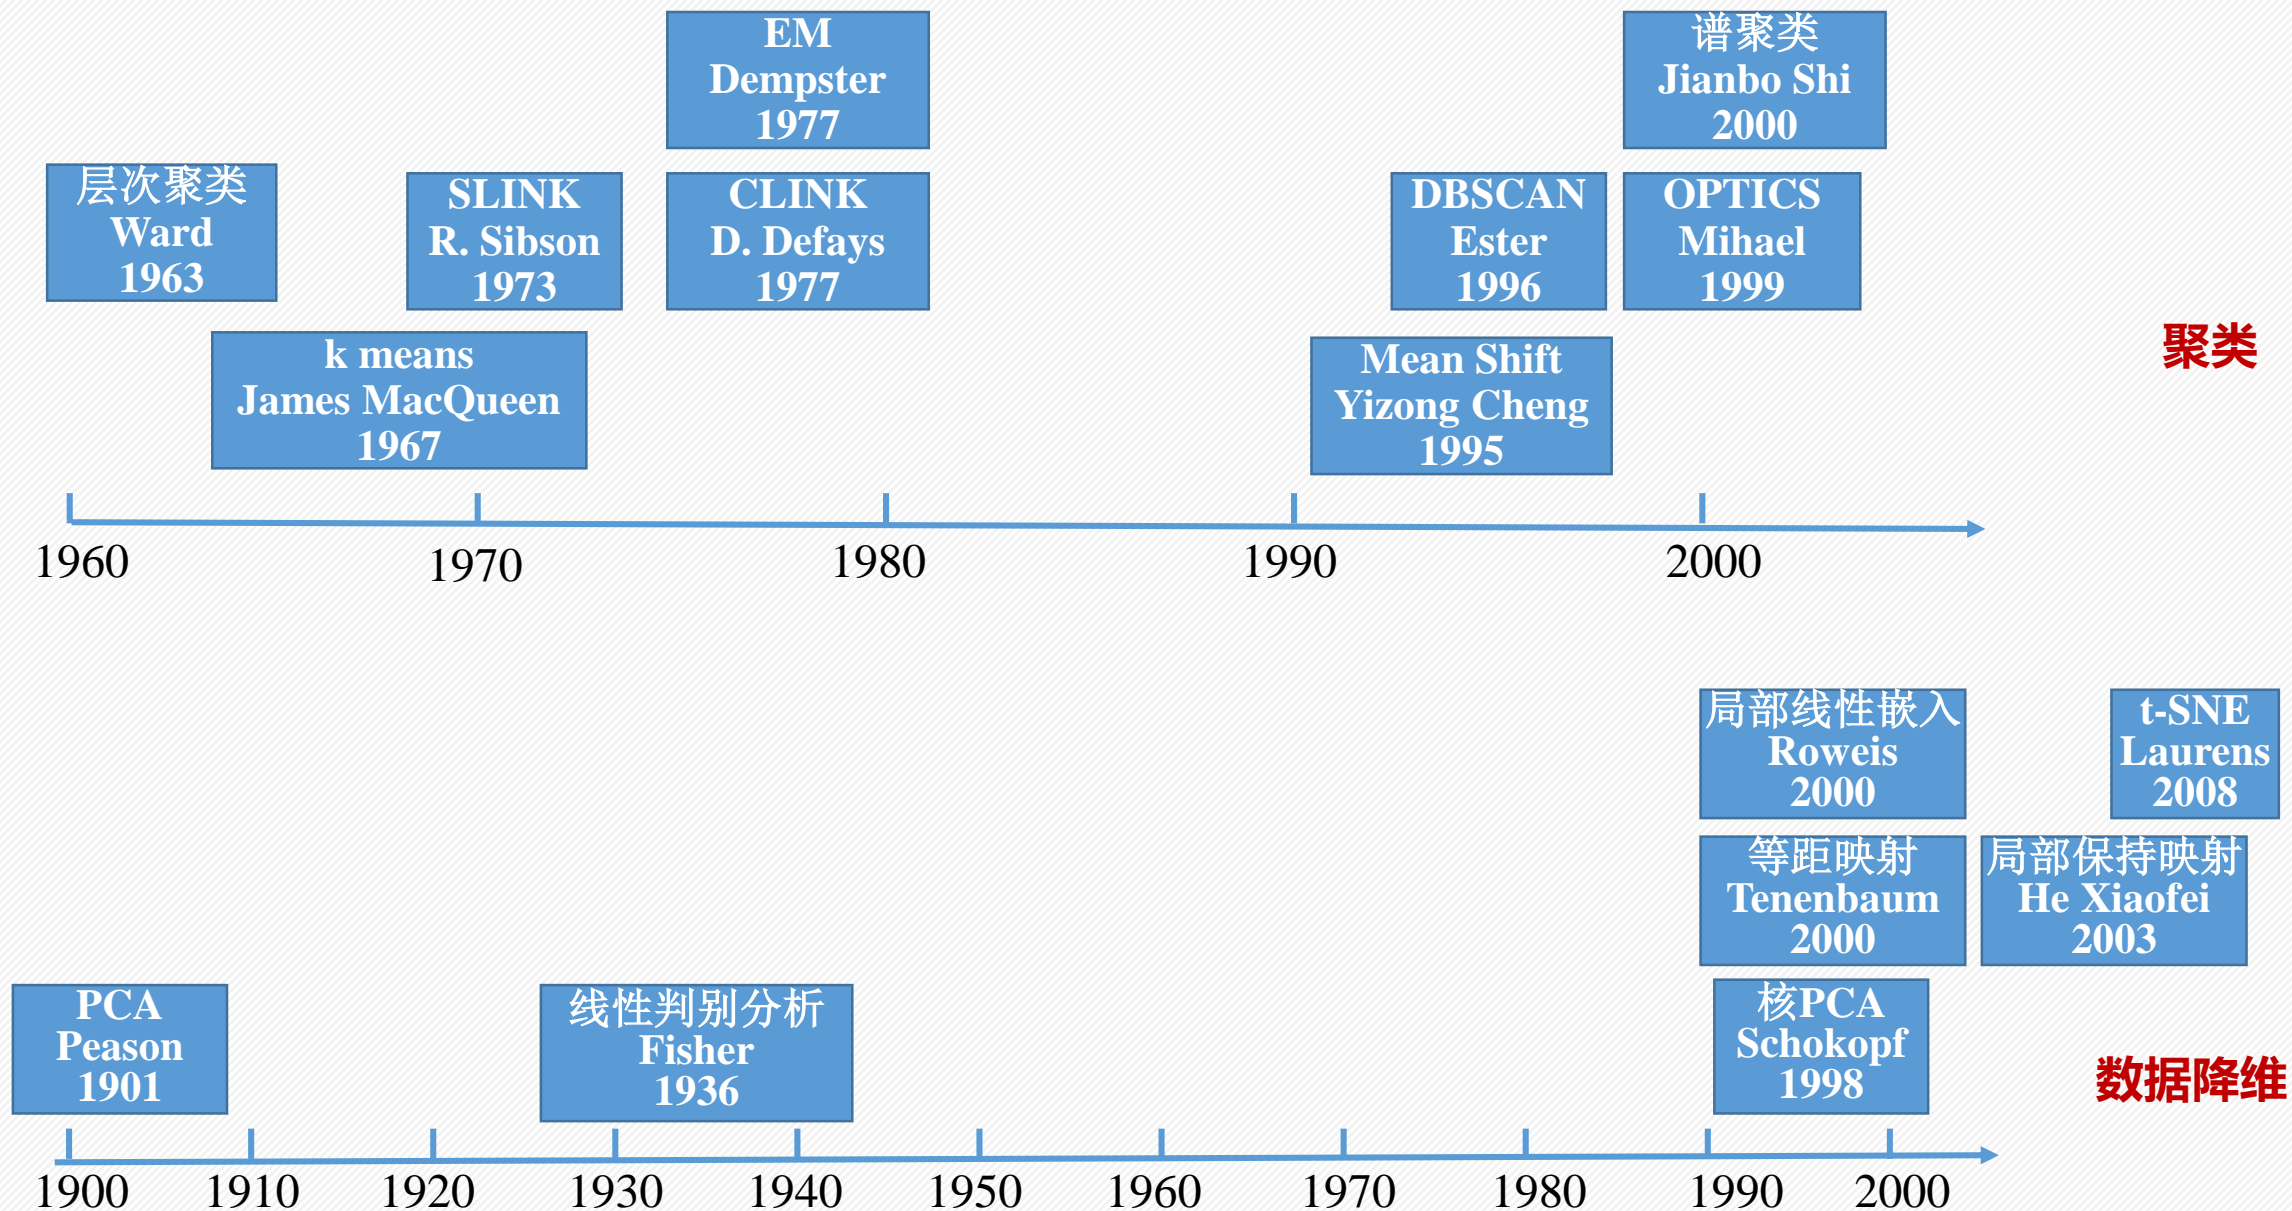 EM
Dempster
1977
谱聚类
Jianbo Shi
2000
层次聚类
Ward
1963
SLINK
R. Sibson
1973
CLINK
D. Defays
1977
DBSCAN
Ester
1996
OPTICS
Mihael
1999
k means
James MacQueen
1967
Mean Shift
Yizong Cheng
1995
聚类
1960
1970
1980
1990
2000
局部线性嵌入
Roweis
2000
t-SNE
Laurens
2008
等距映射
Tenenbaum
2000
局部保持映射
He Xiaofei
2003
PCA
Peason
1901
线性判别分析
Fisher
1936
核PCA
Schokopf
1998
数据降维
1900
1910
1920
1930
1940
1950
1960
1970
1980
1990
2000